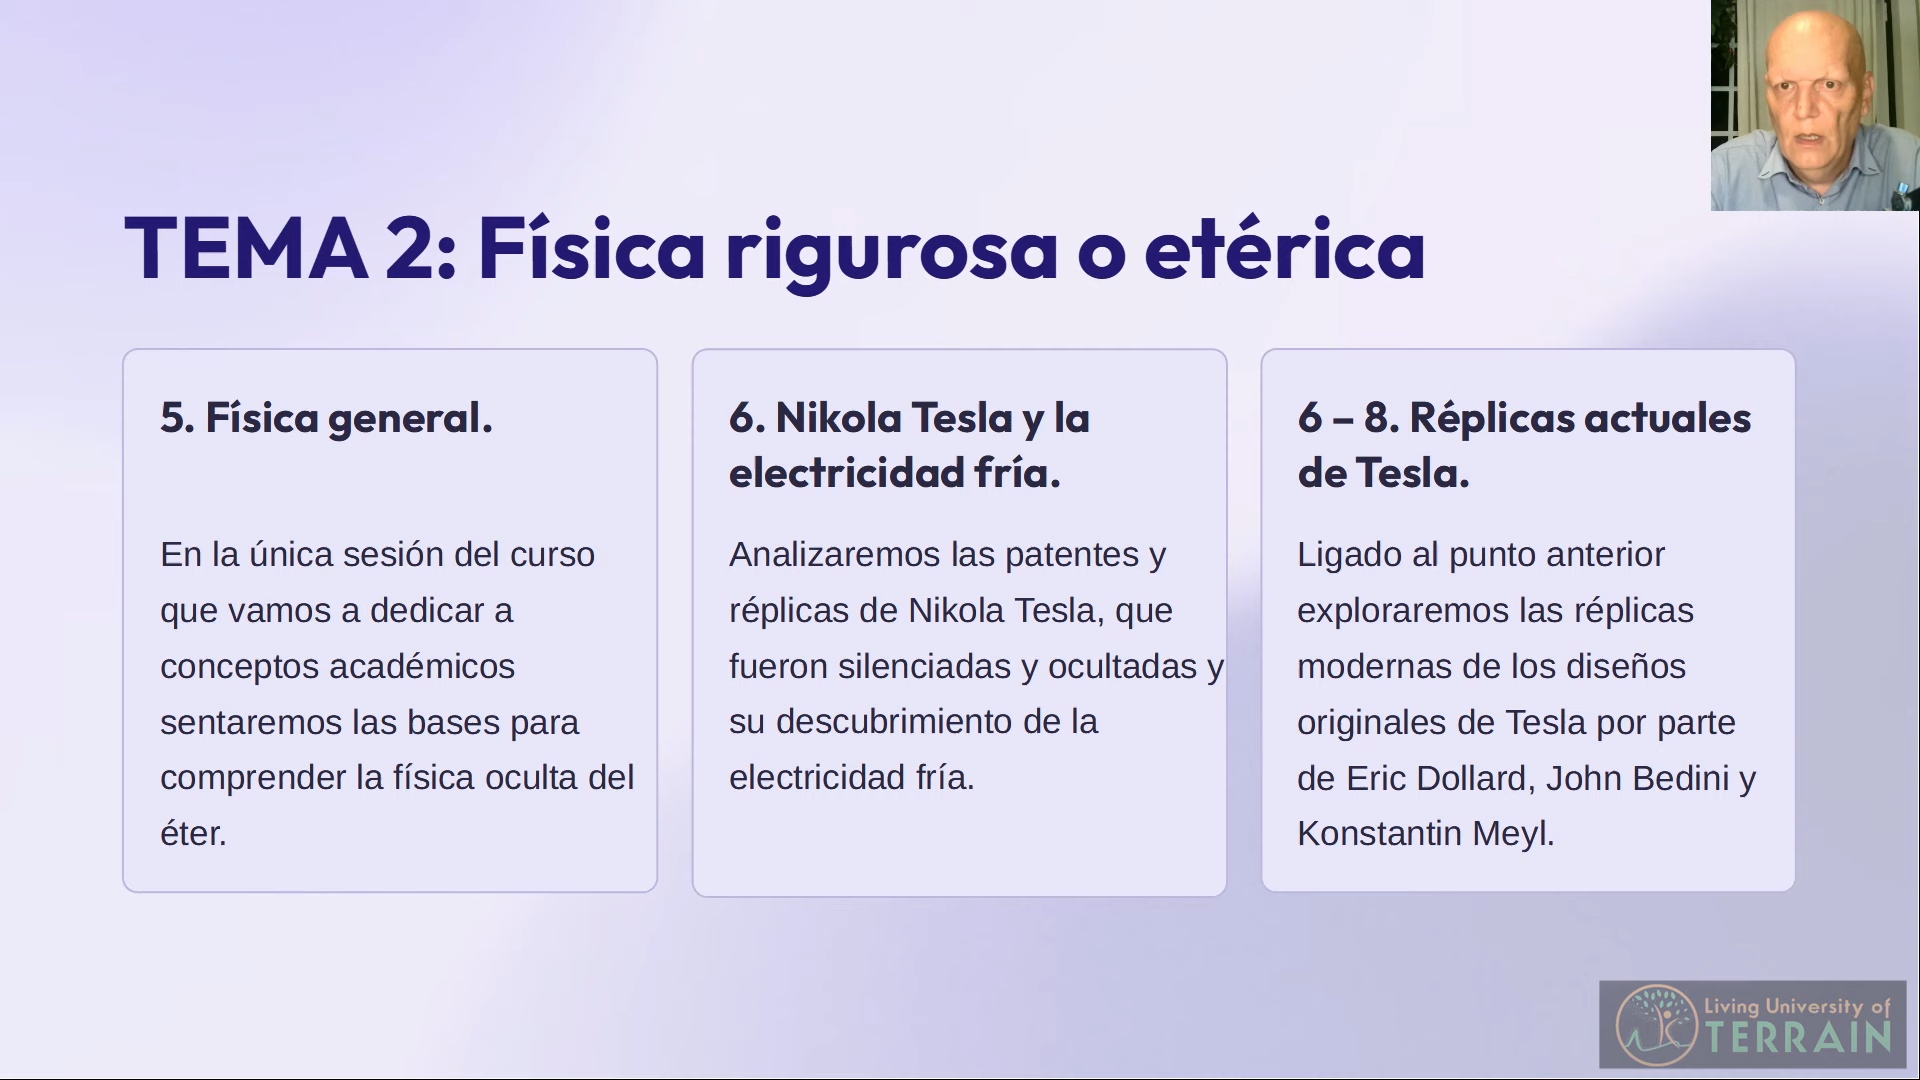 TEMA 2: Física rigurosa o etérica
5. Física general.
En la única sesión del curso
que vamos a dedicar a
conceptos académicos
sentaremos las bases para
comprender la física oculta del
éter.
6. Nikola Tesla y la
electricidad fría.
Analizaremos las patentes y
réplicas de Nikola Tesla, que
fueron silenciadas y ocultadas y
su descubrimiento de la
electricidad fría.
6 – 8. Réplicas actuales
de Tesla.
Ligado al punto anterior
exploraremos las réplicas
modernas de los diseños
originales de Tesla por parte
de Eric Dollard, John Bedini y
Konstantin Meyl.
Living University of
TERRAIN